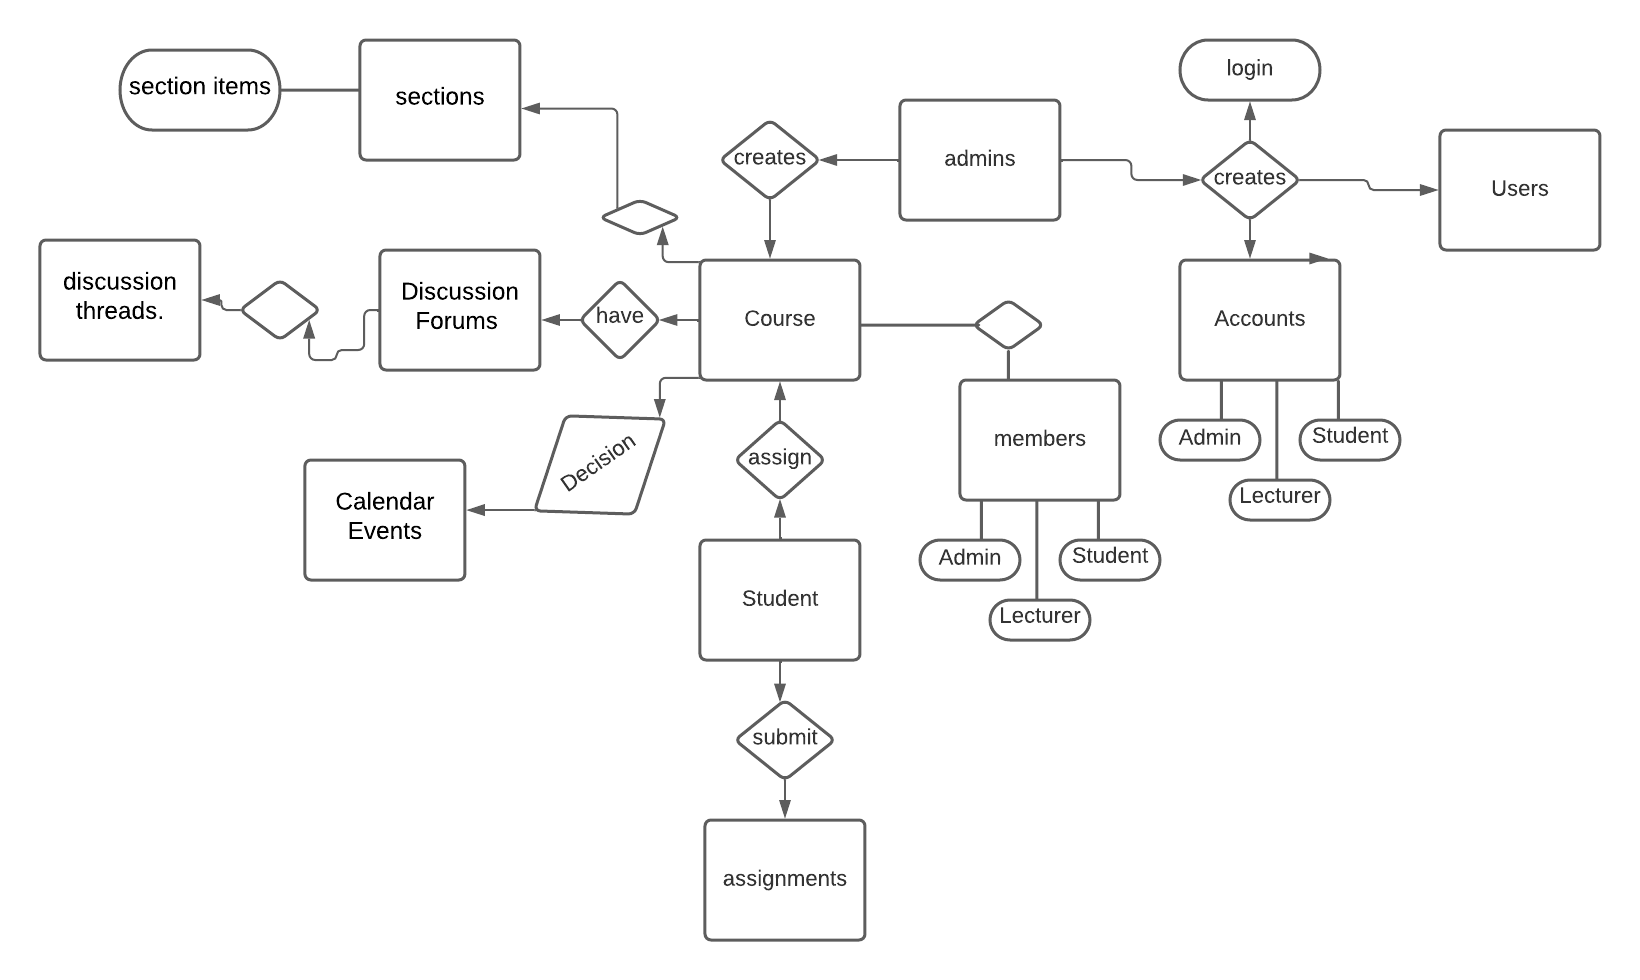 section items
sections
login
creates
admins
creates
Users
discussion
threads.
Discussion
Forums
have
Course
Accounts
members
Admin
Student
Lecturer
Decision
assign
Calendar
Events
Student
Admin
Student
Lecturer
submit
assignments